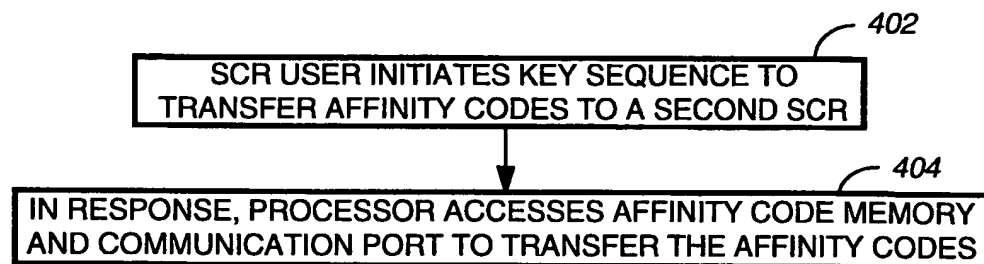 402
SCR USER INITIATES KEY SEQUENCE TO
TRANSFER AFFINITY CODES TO A SECOND SCR
404
IN RESPONSE, PROCESSOR ACCESSES AFFINITY CODE MEMORY
AND COMMUNICATION PORT TO TRANSFER THE AFFINITY CODES